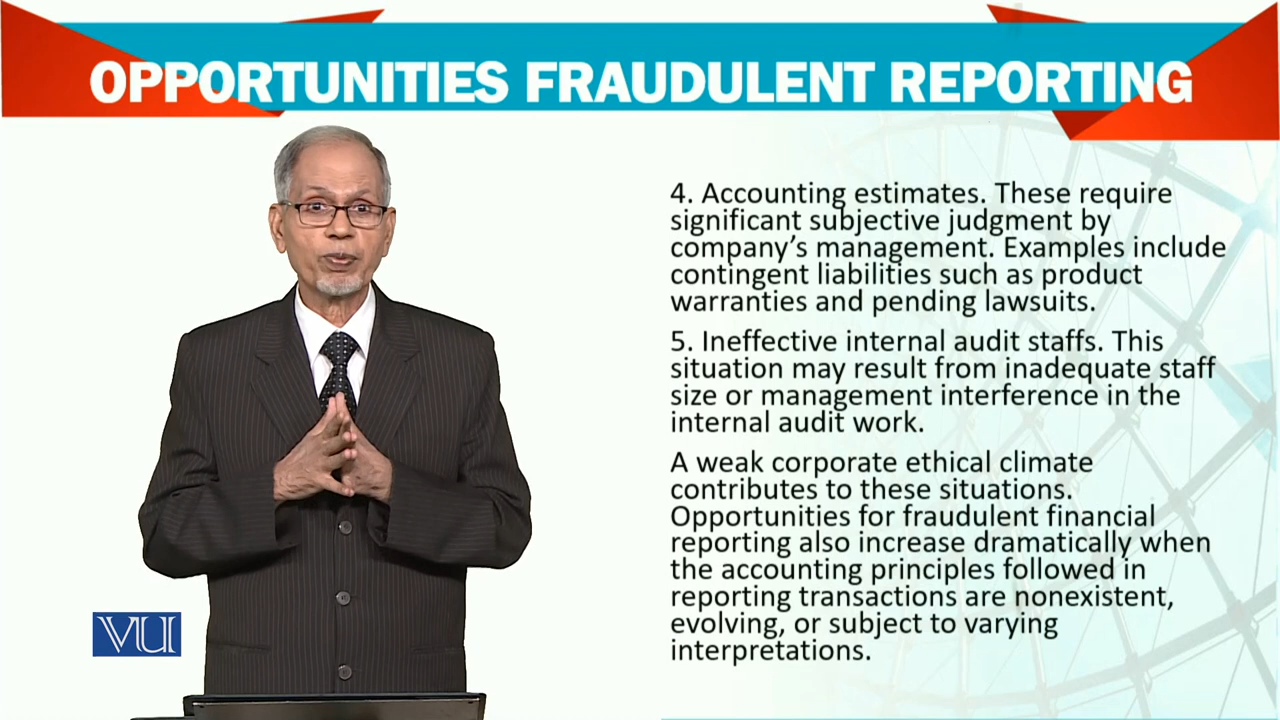 OPPORTUNITIES FRAUDULENT REPORTING
4. Accounting estimates. These require
significant subjective judgment by
company’s management. Examples include
contingent liabilities such as product
warranties and pending lawsuits.
5. Ineffective internal audit staffs. This
situation may result from inadequate staff
size or management interference in the
internal audit work.
A weak corporate ethical climate
contributes to these situations.
Opportunities for fraudulent financial
reporting also increase dramatically when
the accounting principles followed in
reporting transactions are nonexistent,
evolving, or subject to varying
interpretations.
VU